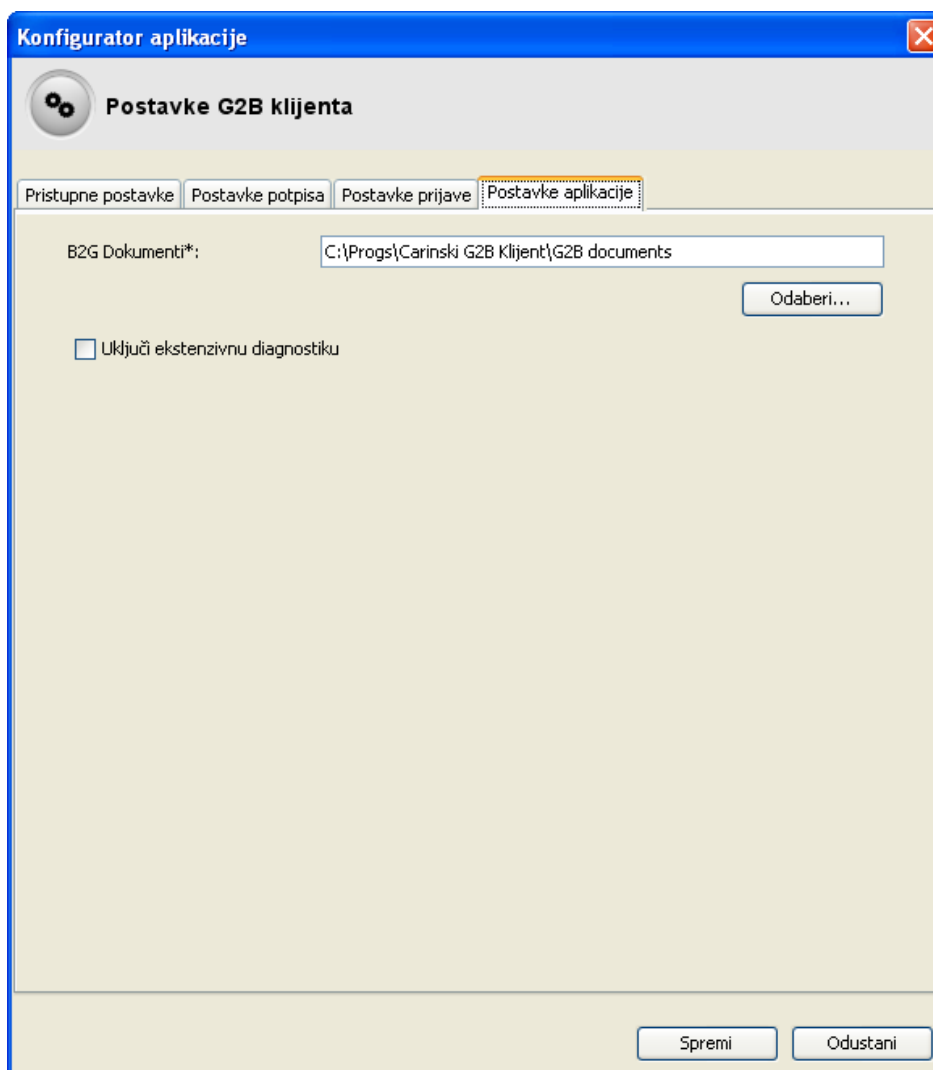 Konfigurator aplikacije
Postavke G2B klijenta
Pristupne postavke Postavke potpisa Postavke prijave Postavke aplikacije
B2G Dokumenti*: C:\Progs\Carinski G2B Klijent\G2B documents
Odaberi...
Uključi ekstenzivnu diagnostiku
Spremi Odustani